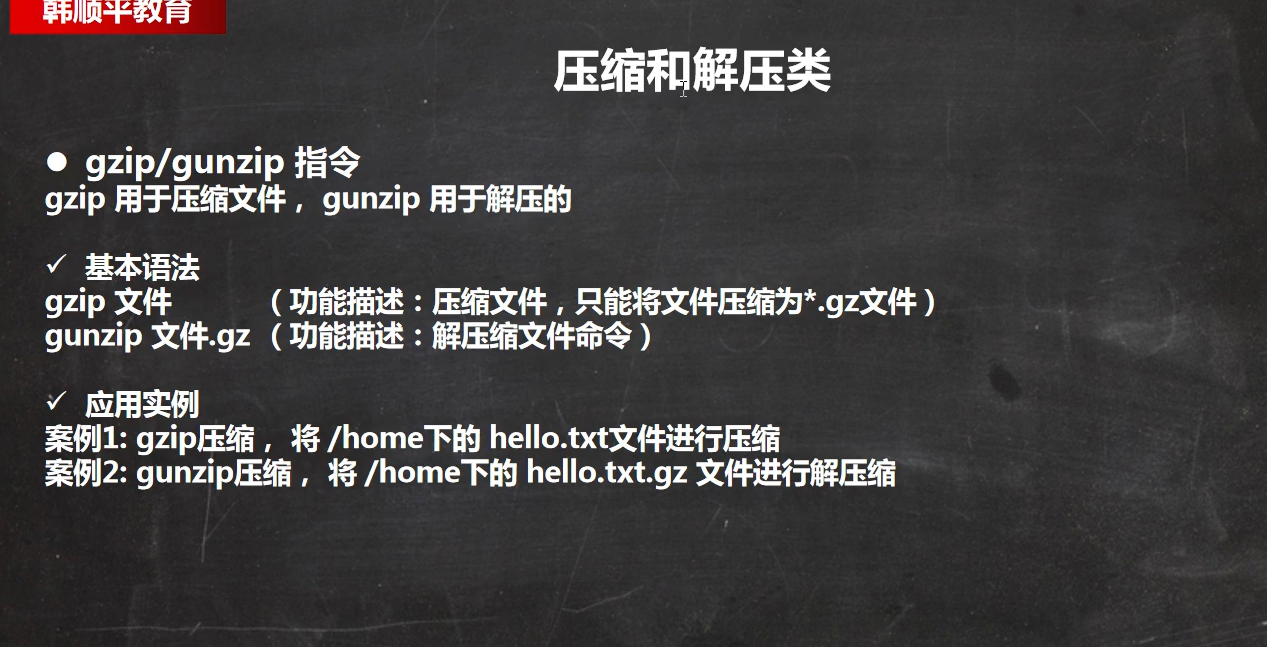 韩顺平教育
压缩和解压类
● gzip/gunzip 指令
gzip 用于压缩文件， gunzip 用于解压的
✓ 基本语法
gzip 文件 （功能描述：压缩文件，只能将文件压缩为*.gz文件）
gunzip 文件.gz （功能描述：解压缩文件命令）
✓ 应用实例
案例1: gzip压缩， 将 /home下的 hello.txt文件进行压缩
案例2: gunzip压缩， 将 /home下的 hello.txt.gz 文件进行解压缩